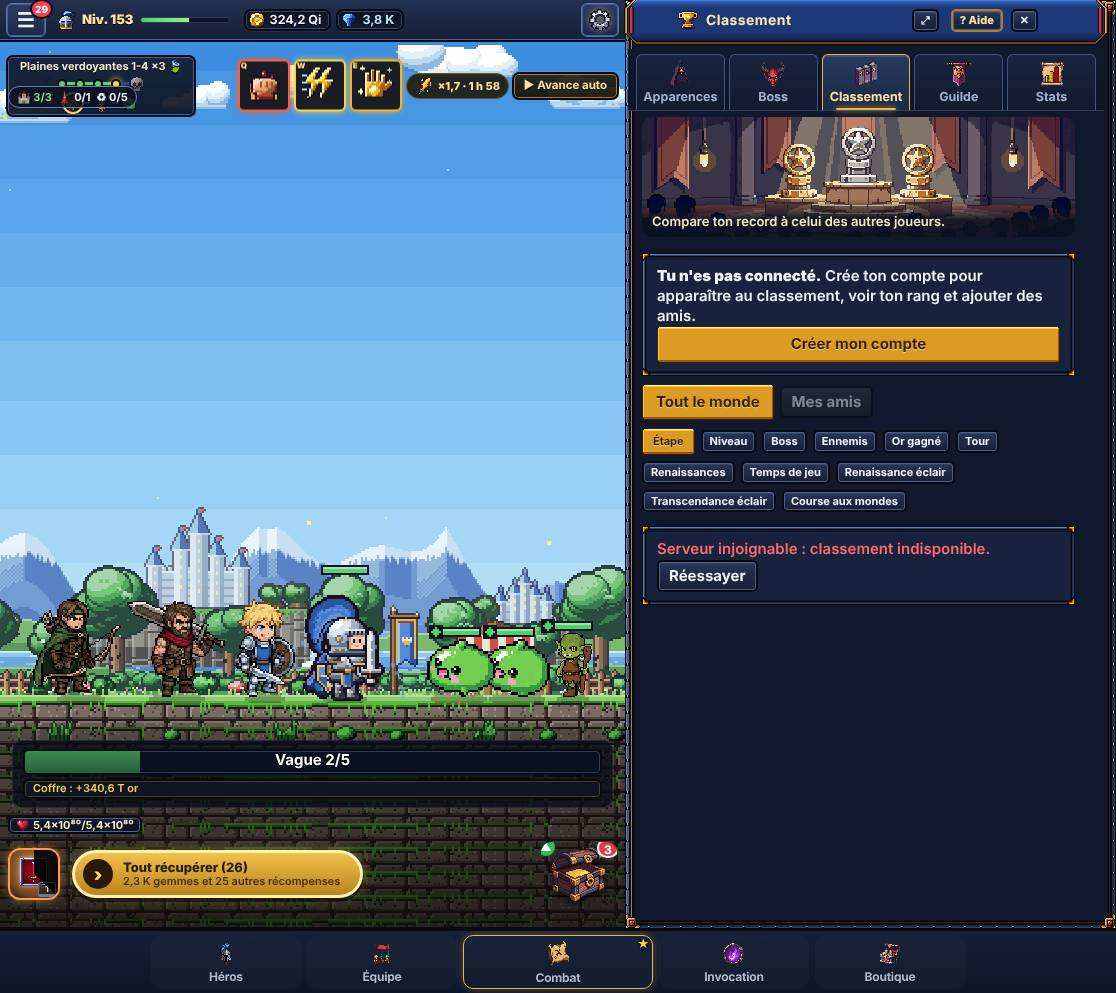 29
Niv. 153
324,2 Qi
3,8 K
Plaines verdoyantes 1-4 ×3
3/3
0/1
0/5
Q
W
E
×1,7 · 1 h 58
Avance auto
Vague 2/5
Coffre : +340,6 T or
5,4×10⁸⁰/5,4×10⁸⁰
Tout récupérer (26)
2,3 K gemmes et 25 autres récompenses
3
Classement
? Aide
Apparences
Boss
Classement
Guilde
Stats
Compare ton record à celui des autres joueurs.
Tu n'es pas connecté. Crée ton compte pour
apparaître au classement, voir ton rang et ajouter des
amis.
Créer mon compte
Tout le monde
Mes amis
Étape
Niveau
Boss
Ennemis
Or gagné
Tour
Renaissances
Temps de jeu
Renaissance éclair
Transcendance éclair
Course aux mondes
Serveur injoignable : classement indisponible.
Réessayer
Héros
Équipe
Combat
Invocation
Boutique